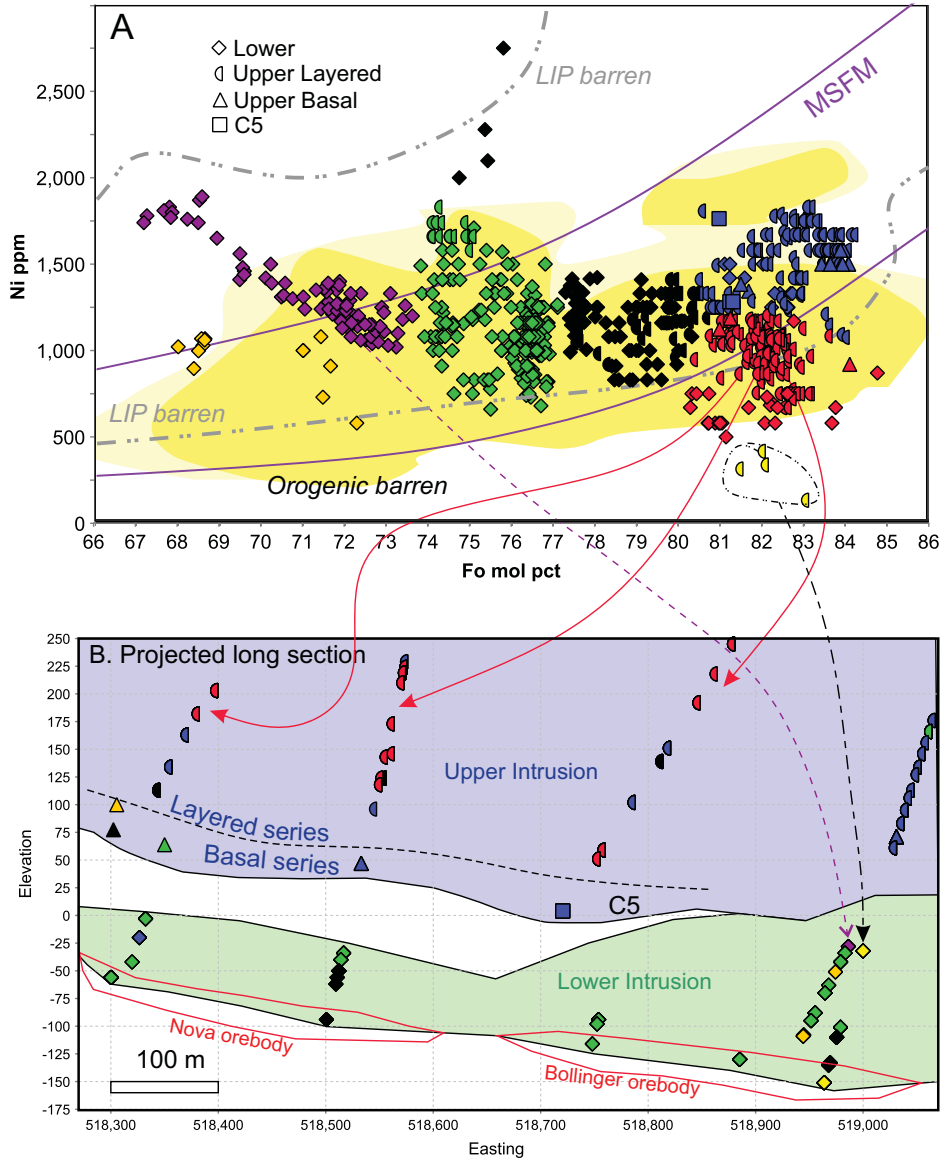 A
Lower
Upper Layered
Upper Basal
C5
LIP barren
MSFM
LIP barren
Orogenic barren
Ni ppm
2,500
2,000
1,500
1,000
500
0
66 67 68 69 70 71 72 73 74 75 76 77 78 79 80 81 82 83 84 85 86
Fo mol pct
B. Projected long section
Elevation
250
225
200
175
150
125
100
75
50
25
0
-25
-50
-75
-100
-125
-150
-175
Upper Intrusion
Layered series
Basal series
C5
Lower Intrusion
Nova orebody
Bollinger orebody
100 m
518,300 518,400 518,500 518,600 518,700 518,800 518,900 519,000
Easting